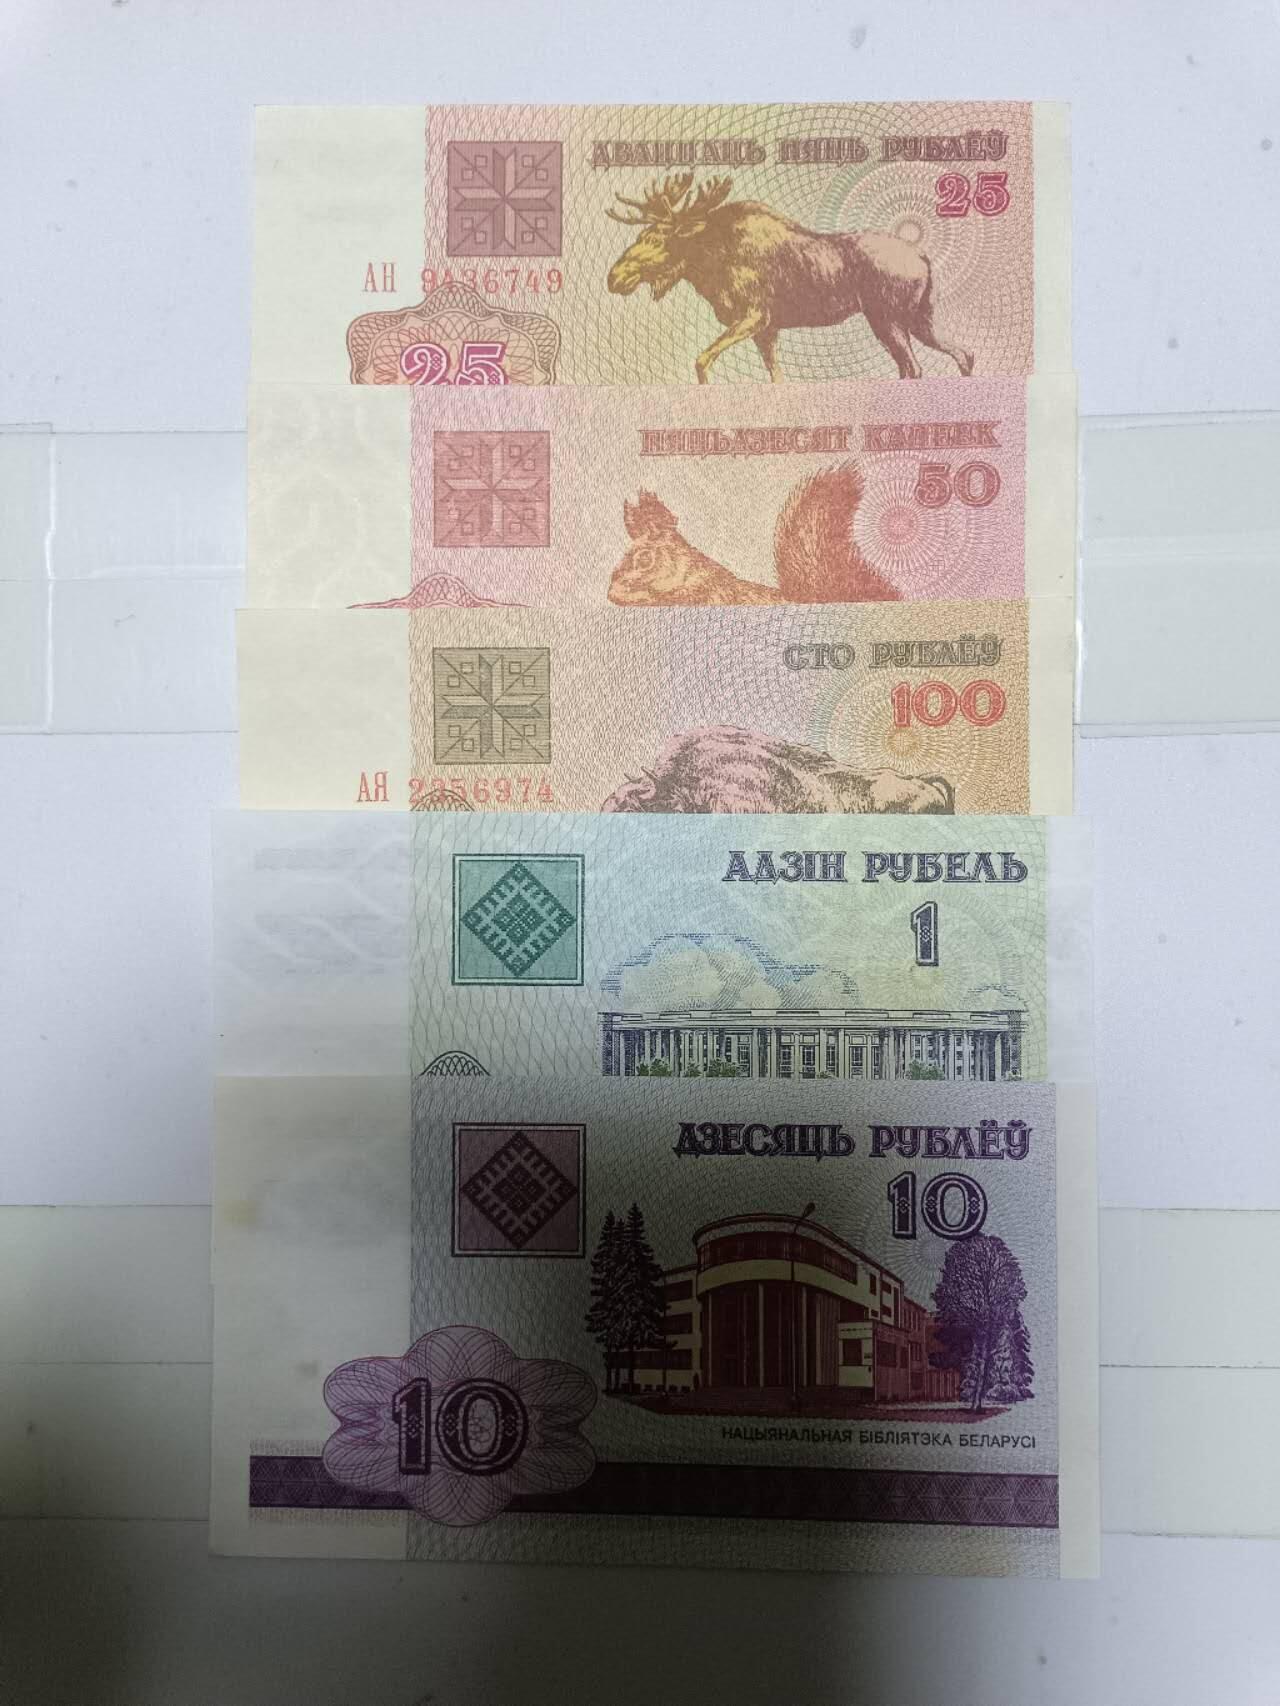 ДВАЦЦАЦЬ ПЯЦЬ РУБЛЁЎ
25
АН 9436749
25
ПЯЦЬДЗЕСЯТ КАПЕЕК
50
СТО РУБЛЁЎ
100
АЯ 2356974
АДЗІН РУБЕЛЬ
1
ДЗЕСЯЦЬ РУБЛЁЎ
10
10
НАЦЫЯНАЛЬНАЯ БІБЛІЯТЭКА БЕЛАРУСІ